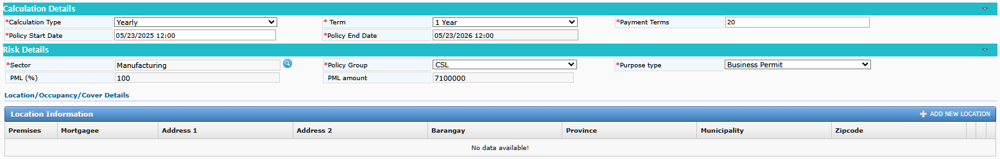 Calculation Details
*Calculation Type Yearly * Term 1 Year *Payment Terms 20
*Policy Start Date 05/23/2025 12:00 *Policy End Date 05/23/2026 12:00
Risk Details
*Sector Manufacturing *Policy Group CSL *Purpose type Business Permit
PML (%) 100 PML amount 7100000
Location/Occupancy/Cover Details
Location Information ADD NEW LOCATION
Premises Mortgagee Address 1 Address 2 Barangay Province Municipality Zipcode
No data available!